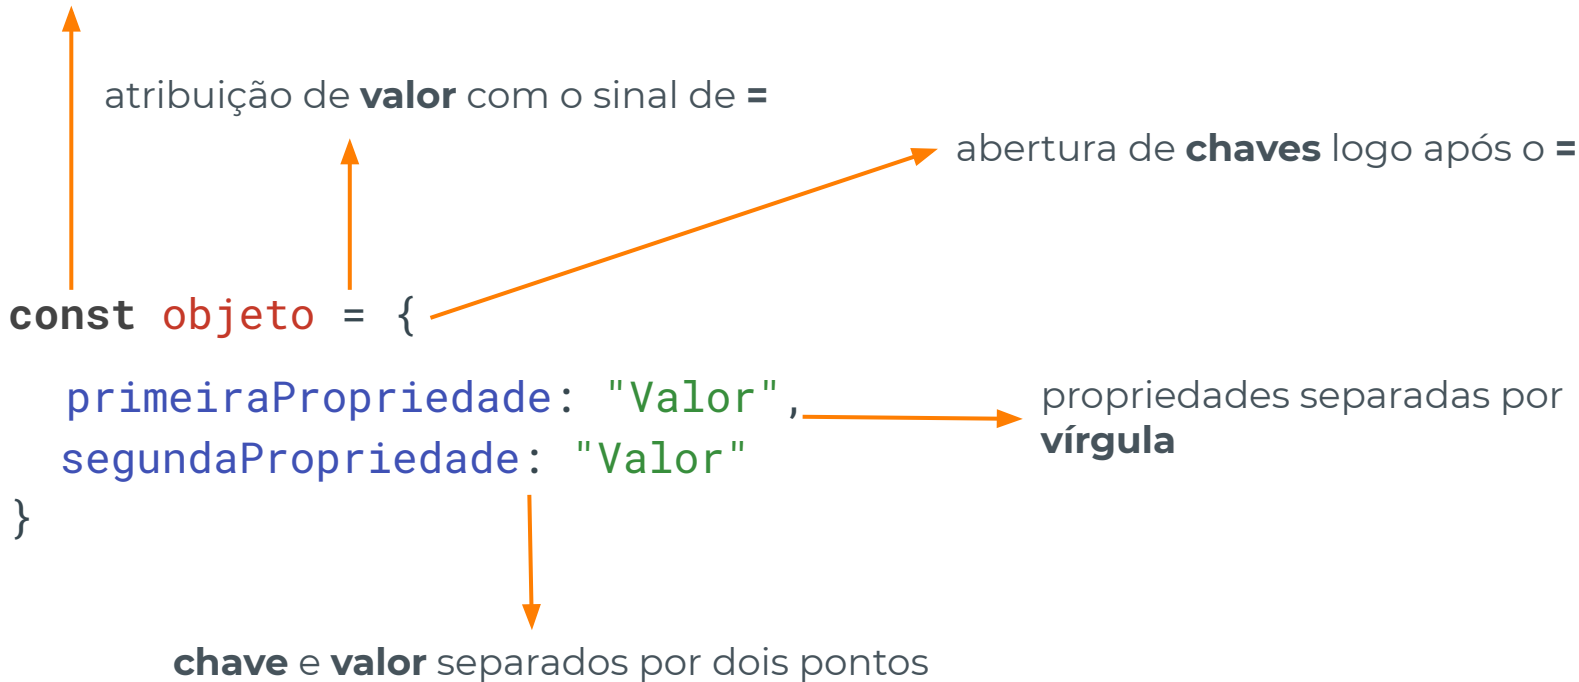 atribuição de valor com o sinal de =
abertura de chaves logo após o =
const objeto = {
primeiraPropriedade: "Valor",
segundaPropriedade: "Valor"
}
propriedades separadas por
vírgula
chave e valor separados por dois pontos